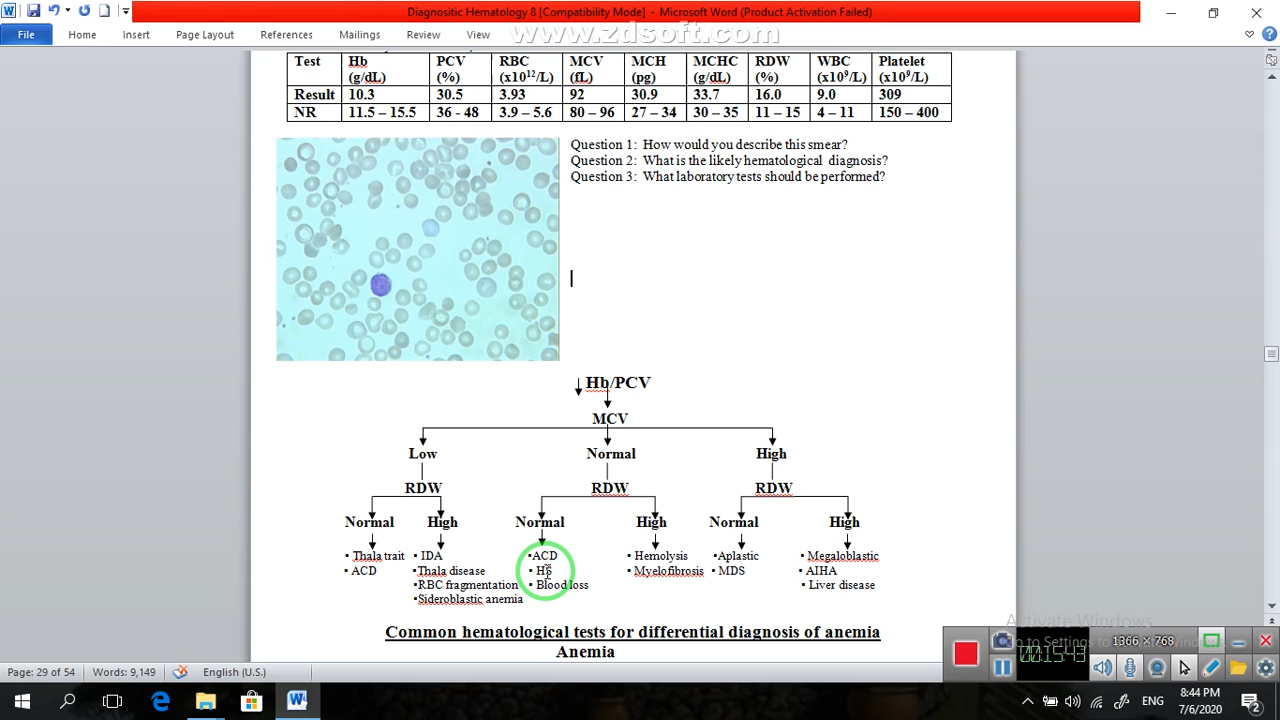 Diagnositic Hematology 8 [Compatibility Mode] - Microsoft Word (Product Activation Failed)
File Home Insert Page Layout References Mailings Review View
www.zdsoft.com
Test Hb (g/dL) PCV (%) RBC (x10¹²/L) MCV (fL) MCH (pg) MCHC (g/dL) RDW (%) WBC (x10⁹/L) Platelet (x10⁹/L)
Result 10.3 30.5 3.93 92 30.9 33.7 16.0 9.0 309
NR 11.5 – 15.5 36 - 48 3.9 – 5.6 80 – 96 27 – 34 30 – 35 11 – 15 4 – 11 150 – 400
Question 1: How would you describe this smear?
Question 2: What is the likely hematological diagnosis?
Question 3: What laboratory tests should be performed?
Hb/PCV
MCV
Low Normal High
RDW RDW RDW
Normal High Normal High Normal High
▪ Thala trait ▪ IDA ▪ACD ▪ Hemolysis ▪ Aplastic ▪ Megaloblastic
▪ ACD ▪Thala disease ▪ Myelofibrosis ▪ MDS ▪ AIHA
▪RBC fragmentation ▪ Blood loss ▪ Liver disease
▪Sideroblastic anemia
Common hematological tests for differential diagnosis of anemia
Anemia
Activate Windows
Go to Settings to activate Windows
1366 × 768
00:15:43
Page: 29 of 54 Words: 9,149 English (U.S.)
ENG
8:44 PM
7/6/2020
2